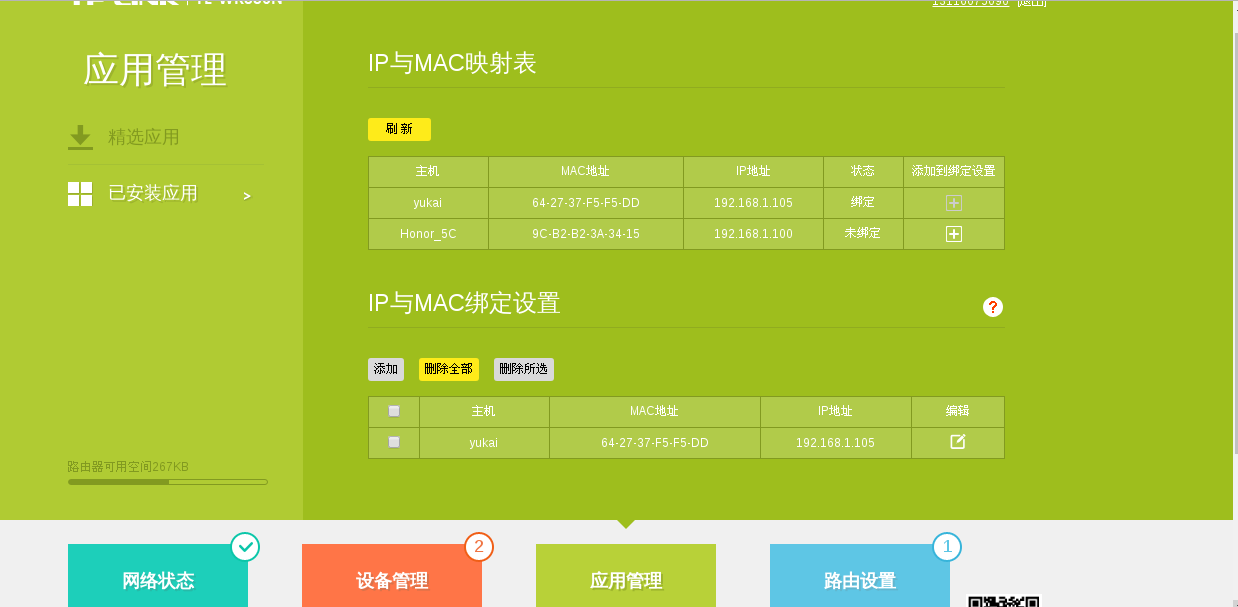 应用管理
精选应用
已安装应用 >
路由器可用空间267KB
IP与MAC映射表
刷 新
主机 MAC地址 IP地址 状态 添加到绑定设置
yukai 64-27-37-F5-F5-DD 192.168.1.105 绑定
Honor_5C 9C-B2-B2-3A-34-15 192.168.1.100 未绑定
IP与MAC绑定设置 ?
添加 删除全部 删除所选
主机 MAC地址 IP地址 编辑
yukai 64-27-37-F5-F5-DD 192.168.1.105
网络状态
2
设备管理
应用管理
1
路由设置